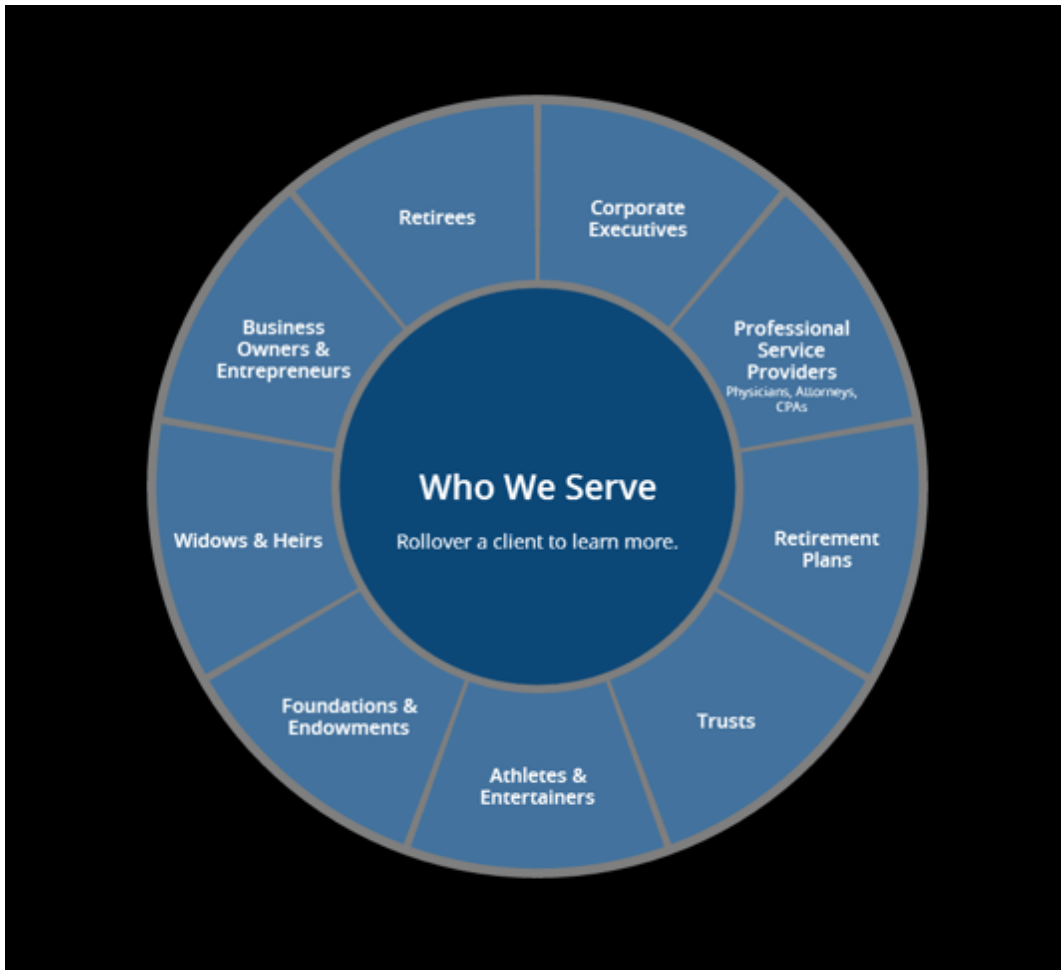 Retirees
Corporate
Executives
Business
Owners &
Entrepreneurs
Professional
Service
Providers
Physicians, Attorneys,
CPAs
Who We Serve
Rollover a client to learn more.
Widows & Heirs
Retirement
Plans
Foundations &
Endowments
Trusts
Athletes &
Entertainers